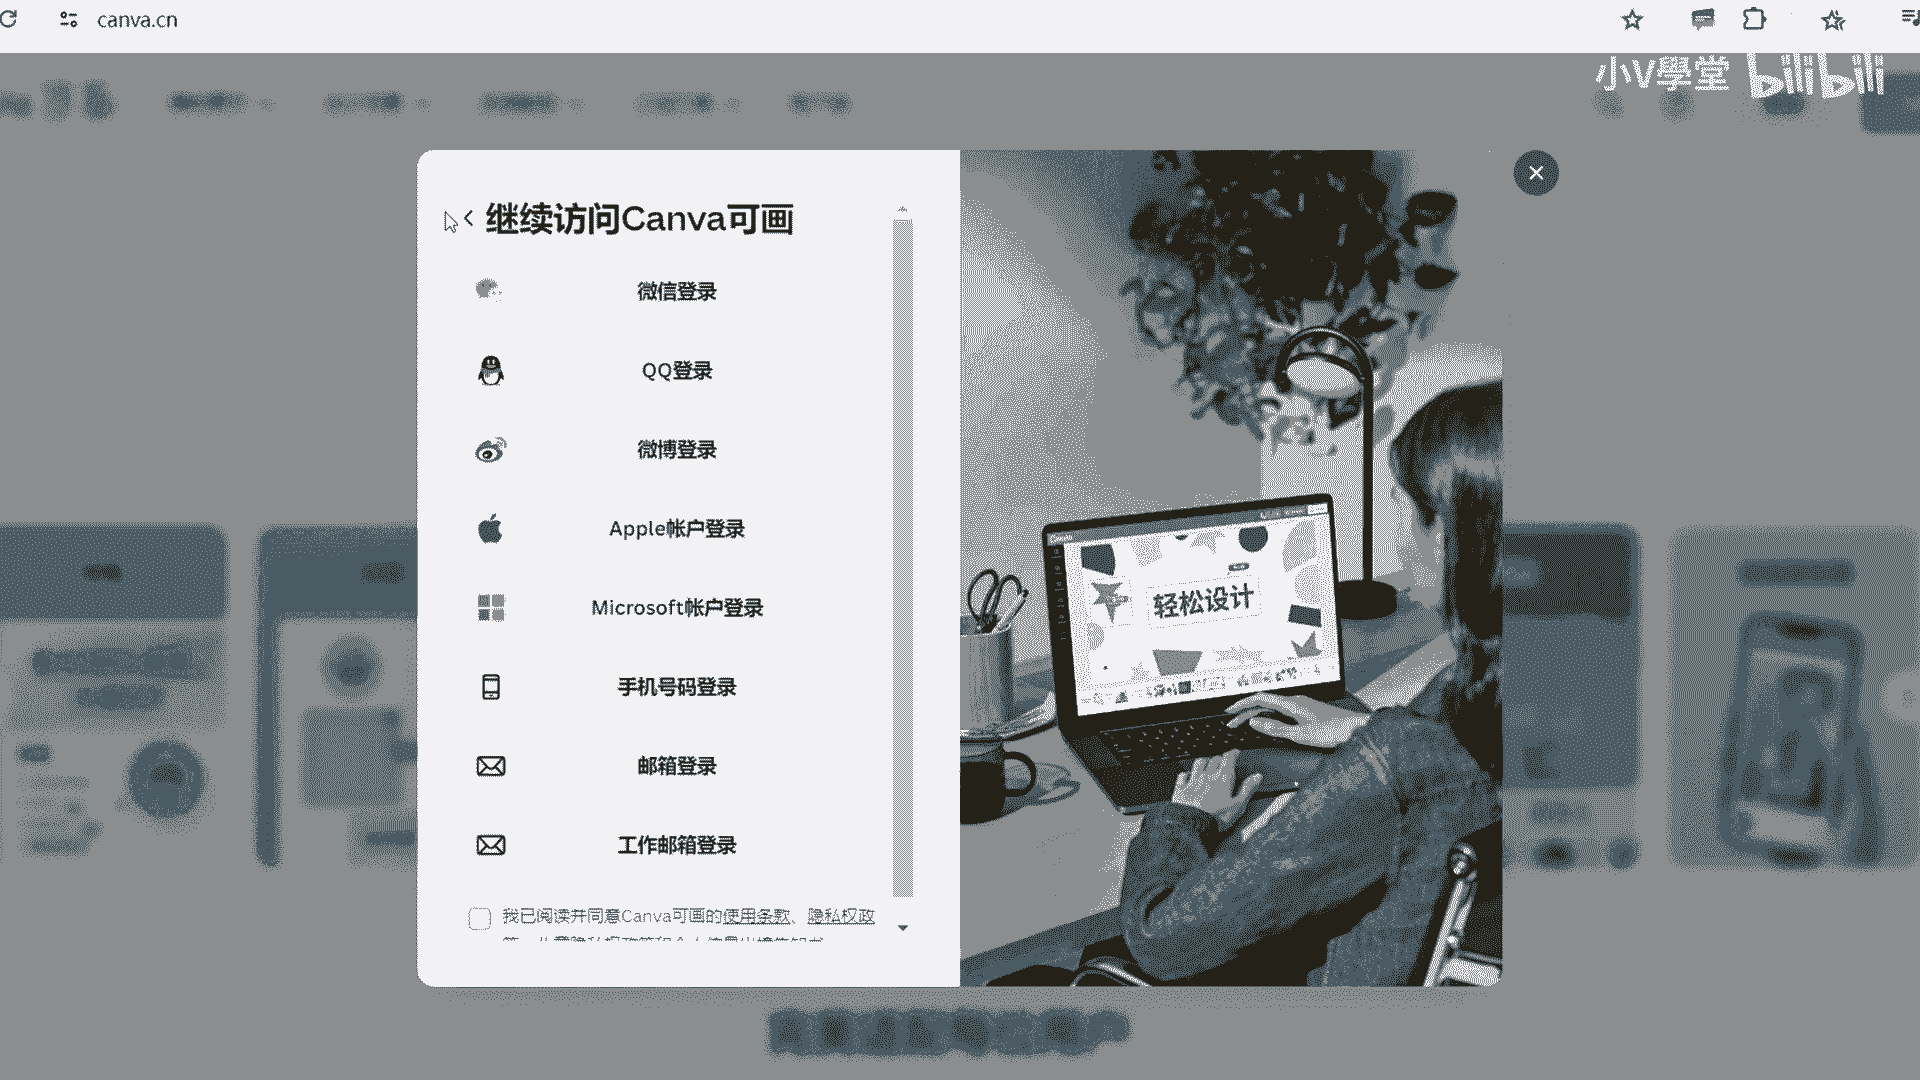 canva.cn
小V學堂 bilibili
继续访问Canva可画
微信登录
QQ登录
微博登录
Apple帐户登录
Microsoft帐户登录
手机号码登录
邮箱登录
工作邮箱登录
我已阅读并同意Canva可画的使用条款、隐私权政
Canva
轻松设计